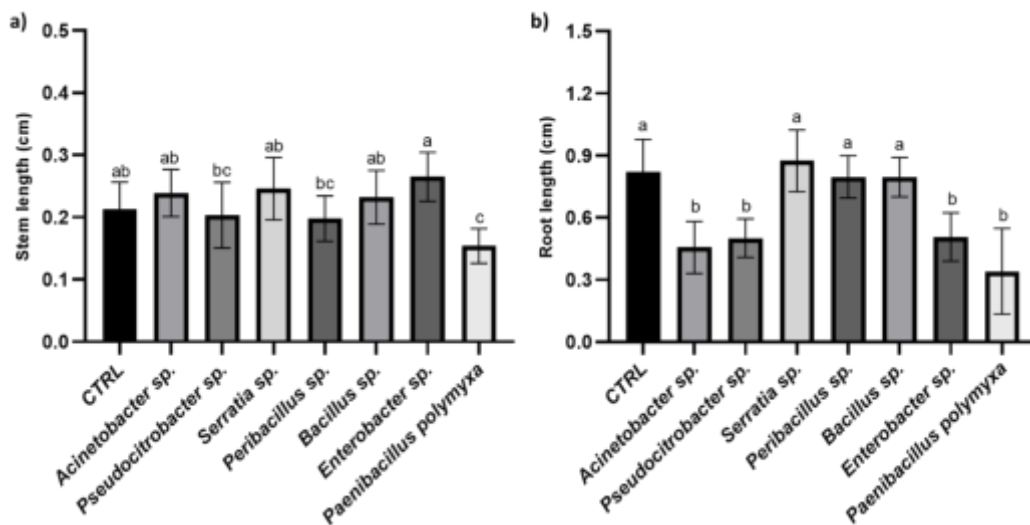 a)
Stem length (cm)
0.5
0.4
0.3
0.2
0.1
0.0
ab
ab
bc
ab
bc
ab
a
c
CTRL
Acinetobacter sp.
Pseudocitrobacter sp.
Serratia sp.
Peribacillus sp.
Bacillus sp.
Enterobacter sp.
Paenibacillus polymyxa
b)
Root length (cm)
1.5
1.2
0.9
0.6
0.3
0.0
a
b
b
a
a
a
b
b
CTRL
Acinetobacter sp.
Pseudocitrobacter sp.
Serratia sp.
Peribacillus sp.
Bacillus sp.
Enterobacter sp.
Paenibacillus polymyxa